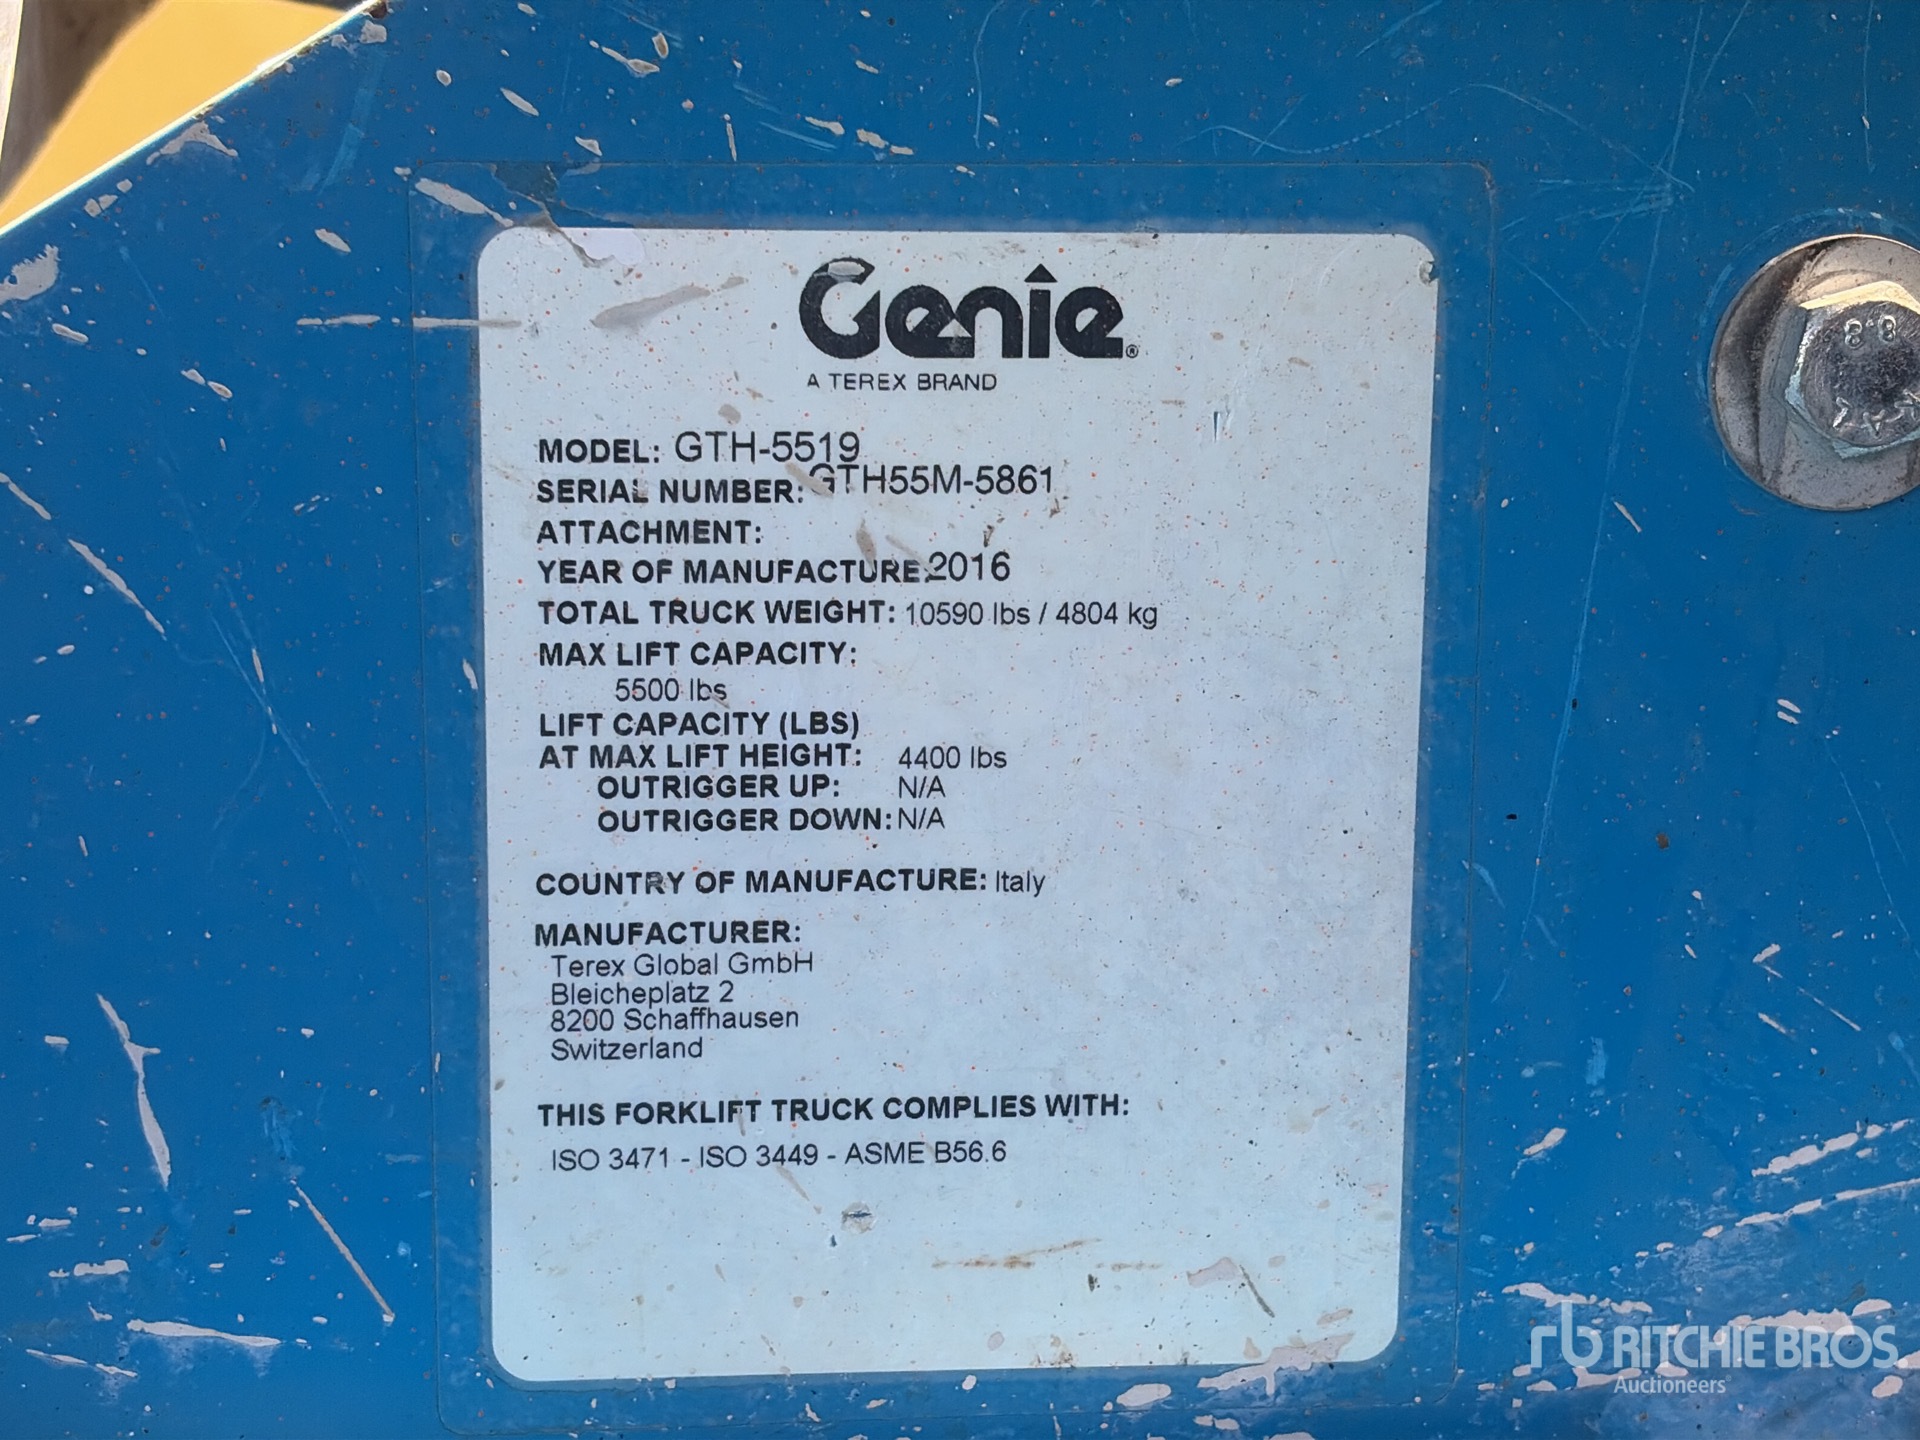 Genie®
A TEREX BRAND
MODEL: GTH-5519
SERIAL NUMBER: GTH55M-5861
ATTACHMENT:
YEAR OF MANUFACTURE: 2016
TOTAL TRUCK WEIGHT: 10590 lbs / 4804 kg
MAX LIFT CAPACITY:
5500 lbs
LIFT CAPACITY (LBS)
AT MAX LIFT HEIGHT: 4400 lbs
OUTRIGGER UP: N/A
OUTRIGGER DOWN: N/A
COUNTRY OF MANUFACTURE: Italy
MANUFACTURER:
Terex Global GmbH
Bleicheplatz 2
8200 Schaffhausen
Switzerland
THIS FORKLIFT TRUCK COMPLIES WITH:
ISO 3471 - ISO 3449 - ASME B56.6
8.8
rb RITCHIE BROS
Auctioneers